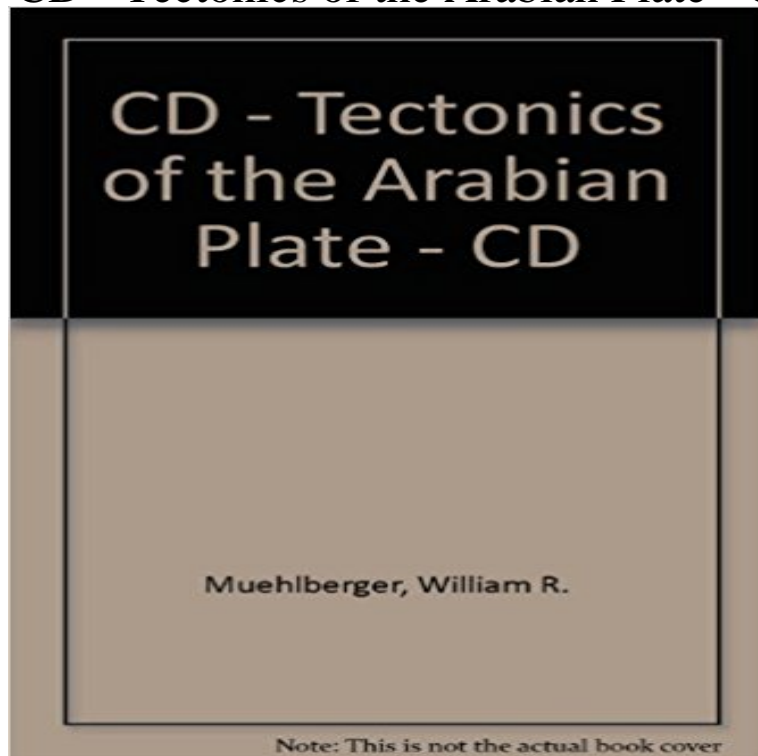 CD - Tectonics
of the Arabian
Plate - CD
Muehlberger, William R.
Note: This is not the actual book cover